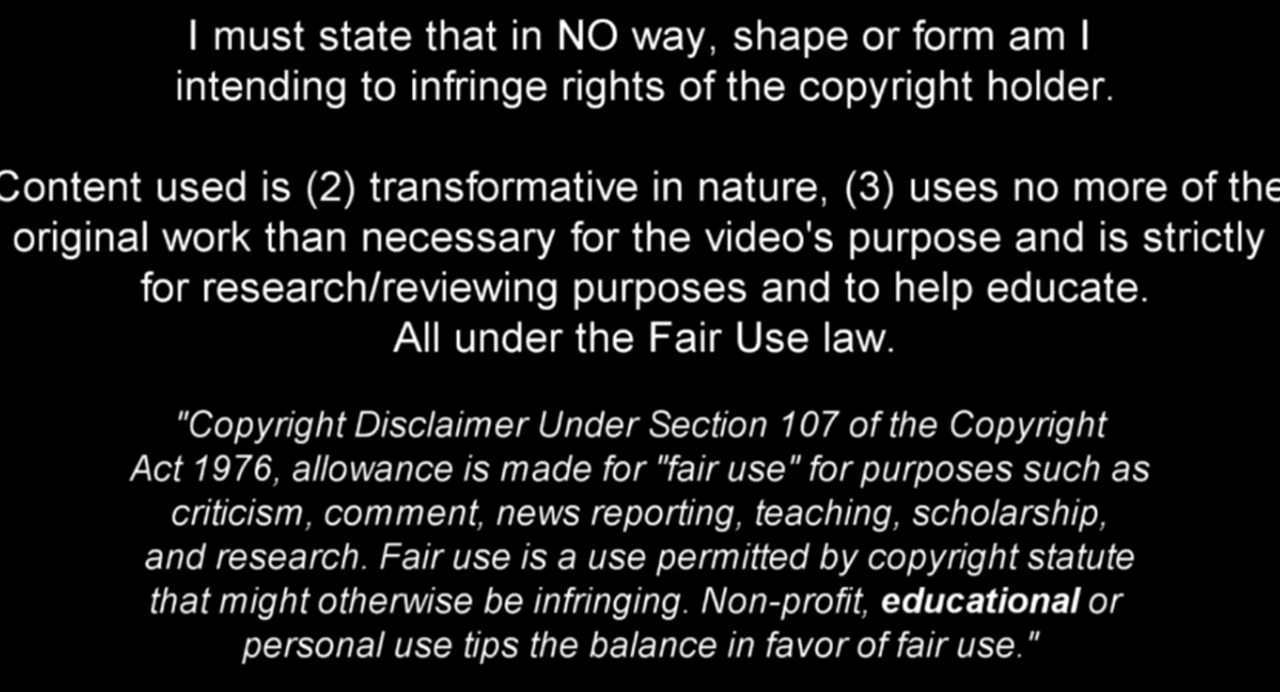 I must state that in NO way, shape or form am I
intending to infringe rights of the copyright holder.
Content used is (2) transformative in nature, (3) uses no more of the
original work than necessary for the video's purpose and is strictly
for research/reviewing purposes and to help educate.
All under the Fair Use law.
"Copyright Disclaimer Under Section 107 of the Copyright
Act 1976, allowance is made for "fair use" for purposes such as
criticism, comment, news reporting, teaching, scholarship,
and research. Fair use is a use permitted by copyright statute
that might otherwise be infringing. Non-profit, educational or
personal use tips the balance in favor of fair use."